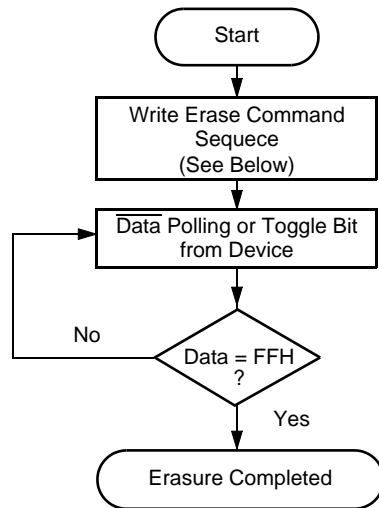 Start
Write Erase Command
Sequece
(See Below)
Data Polling or Toggle Bit
from Device
No
Data = FFH
?
Yes
Erasure Completed